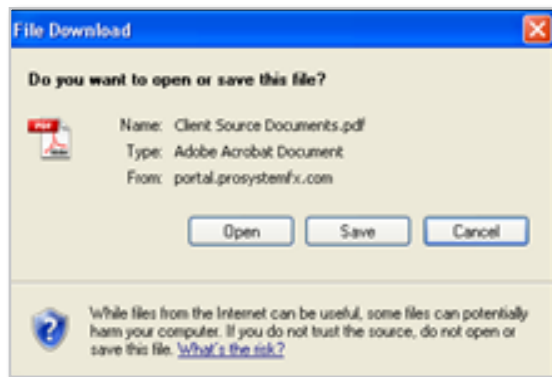 File Download
Do you want to open or save this file?
PDF
Name: Client Source Documents.pdf
Type: Adobe Acrobat Document
From: portal.prosystemfx.com
Open Save Cancel
While files from the Internet can be useful, some files can potentially
harm your computer. If you do not trust the source, do not open or
save this file. What's the risk?